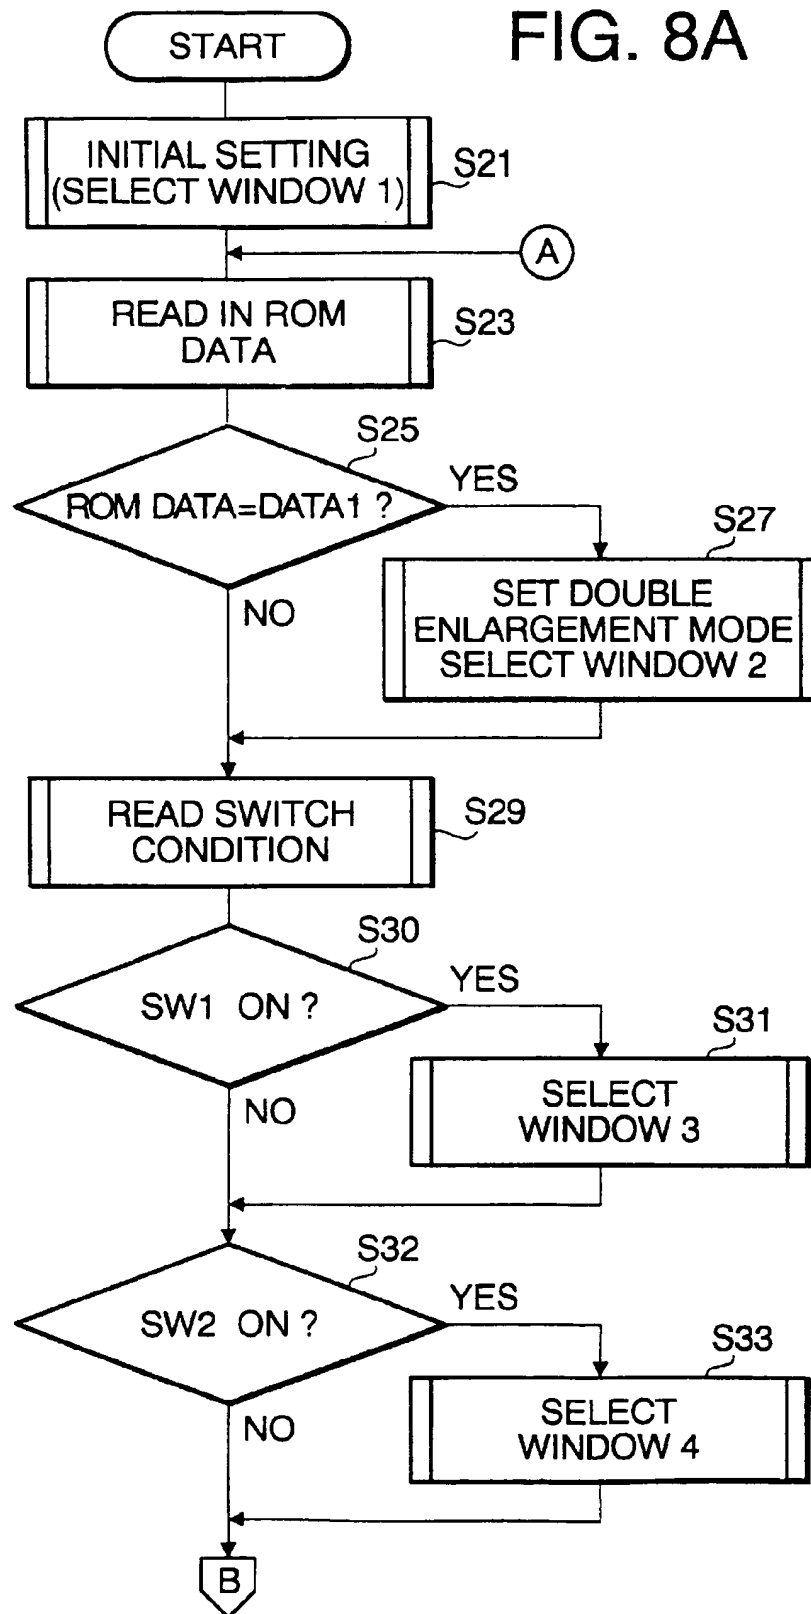 FIG. 8A
START
INITIAL SETTING
(SELECT WINDOW 1)
S21
A
READ IN ROM
DATA
S23
S25
ROM DATA=DATA1 ?
YES
NO
S27
SET DOUBLE
ENLARGEMENT MODE
SELECT WINDOW 2
READ SWITCH
CONDITION
S29
S30
SW1 ON ?
YES
NO
S31
SELECT
WINDOW 3
S32
SW2 ON ?
YES
NO
S33
SELECT
WINDOW 4
B